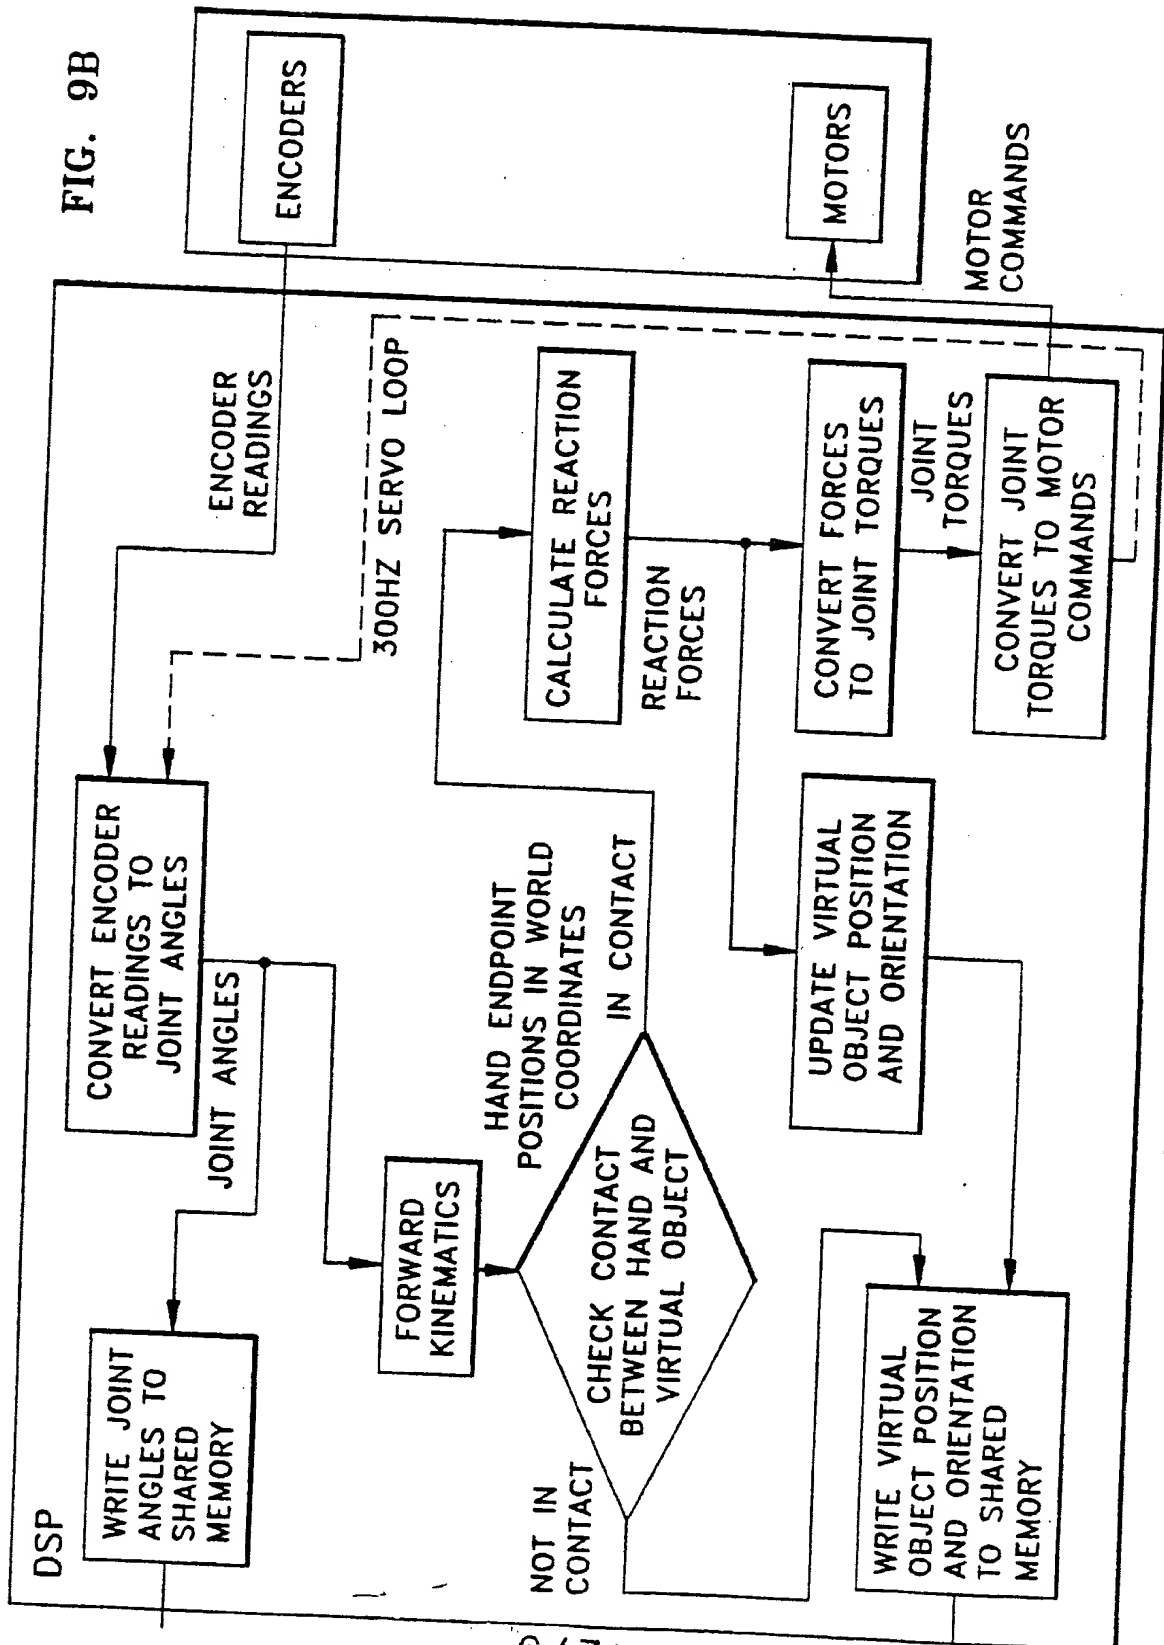 FIG. 9B
DSP
WRITE JOINT
ANGLES TO
SHARED
MEMORY
CONVERT ENCODER
READINGS TO
JOINT ANGLES
JOINT ANGLES
ENCODER
READINGS
ENCODERS
300HZ SERVO LOOP
FORWARD
KINEMATICS
HAND ENDPOINT
POSITIONS IN WORLD
COORDINATES
CHECK CONTACT
BETWEEN HAND AND
VIRTUAL OBJECT
IN CONTACT
NOT IN
CONTACT
CALCULATE REACTION
FORCES
REACTION
FORCES
CONVERT FORCES
TO JOINT TORQUES
JOINT
TORQUES
CONVERT JOINT
TORQUES TO MOTOR
COMMANDS
MOTORS
MOTOR
COMMANDS
UPDATE VIRTUAL
OBJECT POSITION
AND ORIENTATION
WRITE VIRTUAL
OBJECT POSITION
AND ORIENTATION
TO SHARED
MEMORY